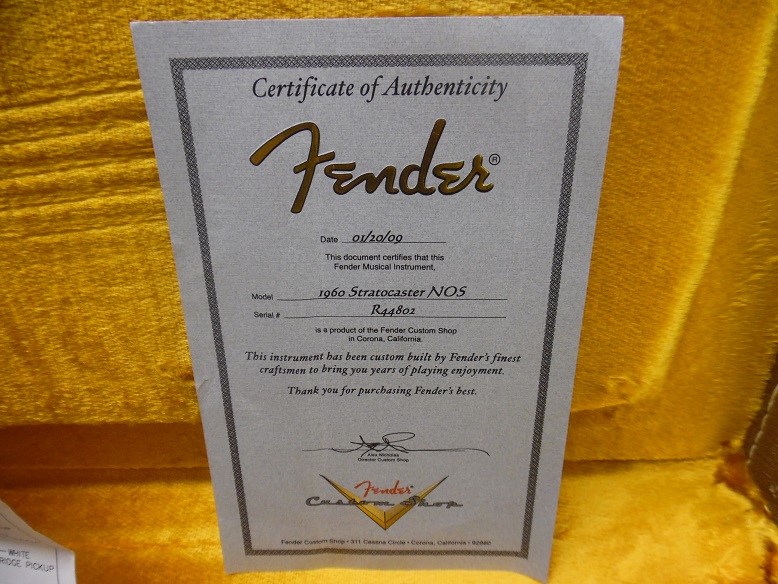 Certificate of Authenticity
Fender®
Date 01/20/09
This document certifies that this
Fender Musical Instrument,
Model 1960 Stratocaster NOS
Serial # R44802
is a product of the Fender Custom Shop
in Corona, California.
This instrument has been custom built by Fender's finest
craftsmen to bring you years of playing enjoyment.
Thank you for purchasing Fender's best.
Alex Nicholas
Director Custom Shop
Fender
Custom Shop
Fender Custom Shop • 311 Cessna Circle • Corona, California • 92880
WHITE
RIDGE PICKUP